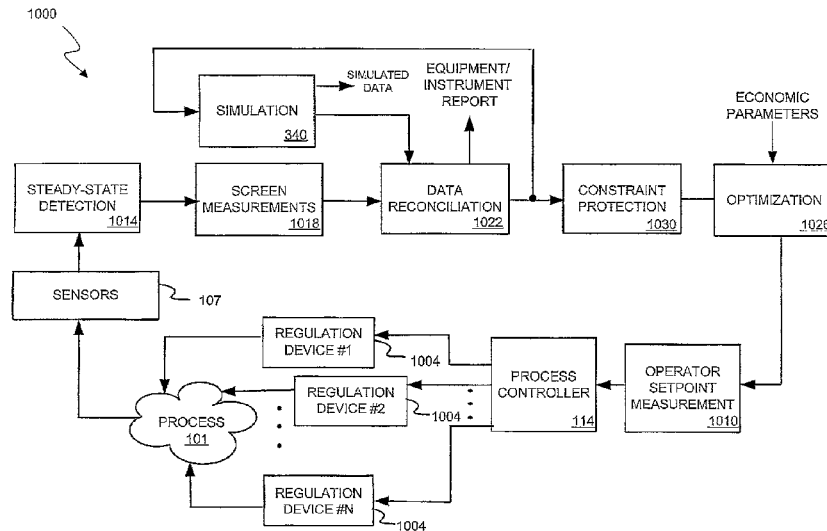 1000
SIMULATION
340
SIMULATED
DATA
EQUIPMENT/
INSTRUMENT
REPORT
ECONOMIC
PARAMETERS
STEADY-STATE
DETECTION
1014
SCREEN
MEASUREMENTS
1018
DATA
RECONCILIATION
1022
CONSTRAINT
PROTECTION
1030
OPTIMIZATION
1026
SENSORS
107
REGULATION
DEVICE #1
1004
REGULATION
DEVICE #2
1004
PROCESS
CONTROLLER
114
OPERATOR
SETPOINT
MEASUREMENT
1010
PROCESS
101
REGULATION
DEVICE #N
1004